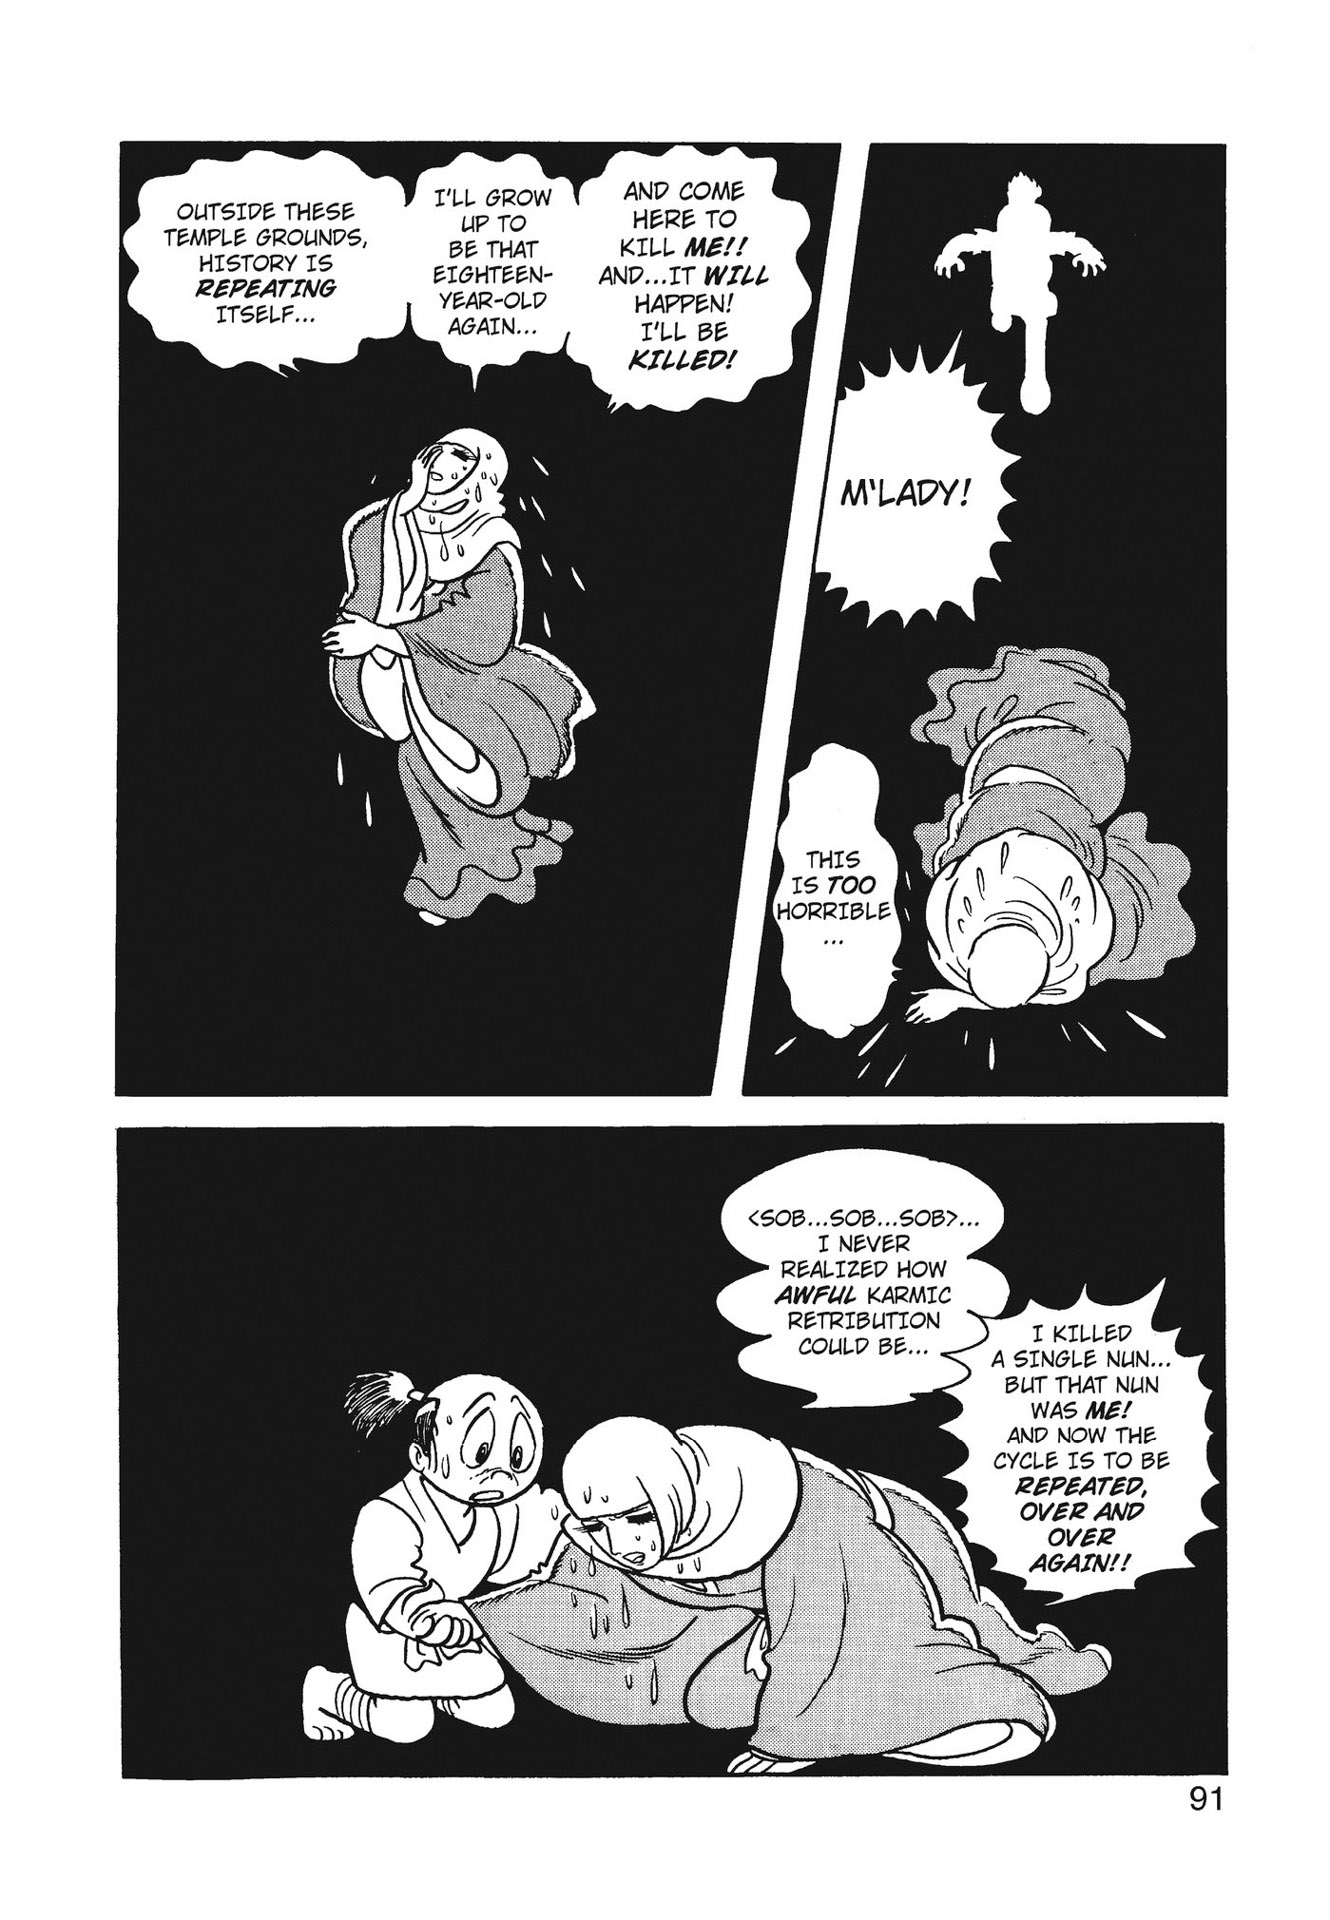 OUTSIDE THESE
TEMPLE GROUNDS,
HISTORY IS
REPEATING
ITSELF...
I'LL GROW
UP TO
BE THAT
EIGHTEEN-
YEAR-OLD
AGAIN...
AND COME
HERE TO
KILL ME!!
AND...IT WILL
HAPPEN!
I'LL BE
KILLED!
M'LADY!
THIS
IS TOO
HORRIBLE
...
<SOB...SOB...SOB>...
I NEVER
REALIZED HOW
AWFUL KARMIC
RETRIBUTION
COULD BE...
I KILLED
A SINGLE NUN...
BUT THAT NUN
WAS ME!
AND NOW THE
CYCLE IS TO BE
REPEATED,
OVER AND
OVER
AGAIN!!
91